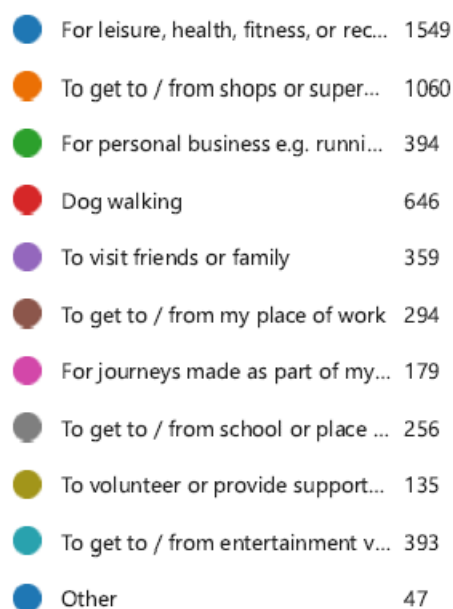 For leisure, health, fitness, or rec... 1549
To get to / from shops or super... 1060
For personal business e.g. runni... 394
Dog walking 646
To visit friends or family 359
To get to / from my place of work 294
For journeys made as part of my... 179
To get to / from school or place ... 256
To volunteer or provide support... 135
To get to / from entertainment v... 393
Other 47